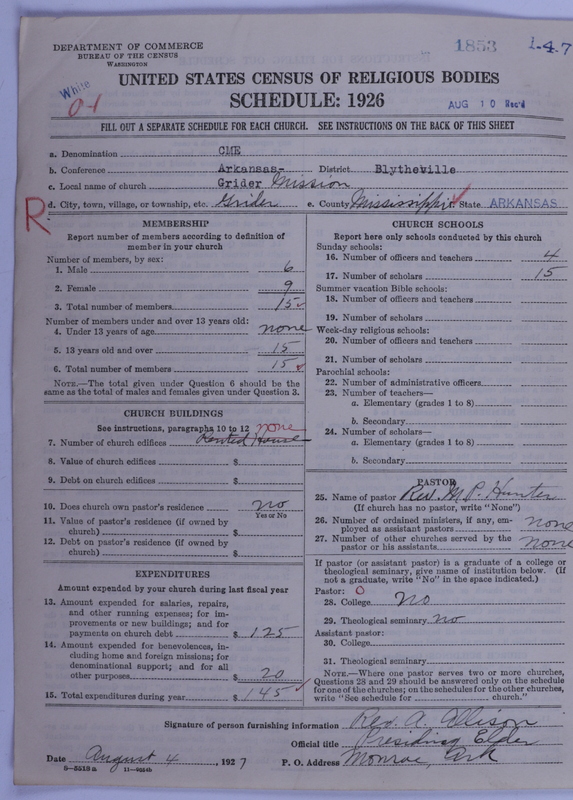 DEPARTMENT OF COMMERCE
BUREAU OF THE CENSUS
WASHINGTON
1853
1-4-7
White
0-1
UNITED STATES CENSUS OF RELIGIOUS BODIES
SCHEDULE: 1926
AUG 10 Rec'd
FILL OUT A SEPARATE SCHEDULE FOR EACH CHURCH. SEE INSTRUCTIONS ON THE BACK OF THIS SHEET
a. Denomination CME
b. Conference Arkansas- District Blytheville
c. Local name of church Grider Mission
d. City, town, village, or township, etc. Grider e. County Mississippi State ARKANSAS
R
MEMBERSHIP
Report number of members according to definition of
member in your church
Number of members, by sex:
1. Male 6
2. Female 9
3. Total number of members 15
Number of members under and over 13 years old:
4. Under 13 years of age none
5. 13 years old and over 15
6. Total number of members 15
NOTE.—The total given under Question 6 should be the
same as the total of males and females given under Question 3.
CHURCH BUILDINGS
See instructions, paragraphs 10 to 12 none
7. Number of church edifices Rented House
8. Value of church edifices $
9. Debt on church edifices $
10. Does church own pastor's residence no
Yes or No
11. Value of pastor's residence (if owned by
church) $
12. Debt on pastor's residence (if owned by
church) $
EXPENDITURES
Amount expended by your church during last fiscal year
13. Amount expended for salaries, repairs,
and other running expenses; for im-
provements or new buildings; and for
payments on church debt $ 125
14. Amount expended for benevolences, in-
cluding home and foreign missions; for
denominational support; and for all
other purposes $ 20
15. Total expenditures during year $ 145
CHURCH SCHOOLS
Report here only schools conducted by this church
Sunday schools:
16. Number of officers and teachers 4
17. Number of scholars 15
Summer vacation Bible schools:
18. Number of officers and teachers
19. Number of scholars
Week-day religious schools:
20. Number of officers and teachers
21. Number of scholars
Parochial schools:
22. Number of administrative officers
23. Number of teachers—
a. Elementary (grades 1 to 8)
b. Secondary
24. Number of scholars—
a. Elementary (grades 1 to 8)
b. Secondary
PASTOR
25. Name of pastor Rev. M. P. Hunter
(If church has no pastor, write "None")
26. Number of ordained ministers, if any, em-
ployed as assistant pastors none
27. Number of other churches served by the
pastor or his assistants none
If pastor (or assistant pastor) is a graduate of a college or
theological seminary, give name of institution below. (If
not a graduate, write "No" in the space indicated.)
Pastor: 0
28. College No
29. Theological seminary no
Assistant pastor:
30. College
31. Theological seminary
NOTE.—Where one pastor serves two or more churches,
Questions 28 and 29 should be answered only on the schedule
for one of the churches; on the schedules for the other churches,
write "See schedule for church."
Signature of person furnishing information Rev. A. Allison
Official title Presiding Elder
Date August 4, 1927 P. O. Address Monroe, Ark